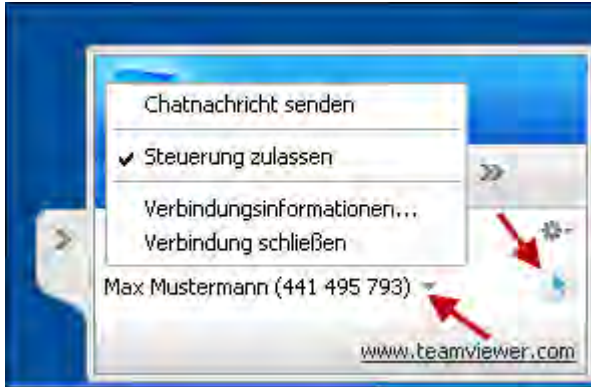 Chatnachricht senden
Steuerung zulassen
Verbindungsinformationen...
Verbindung schließen
Max Mustermann (441 495 793)
www.teamviewer.com